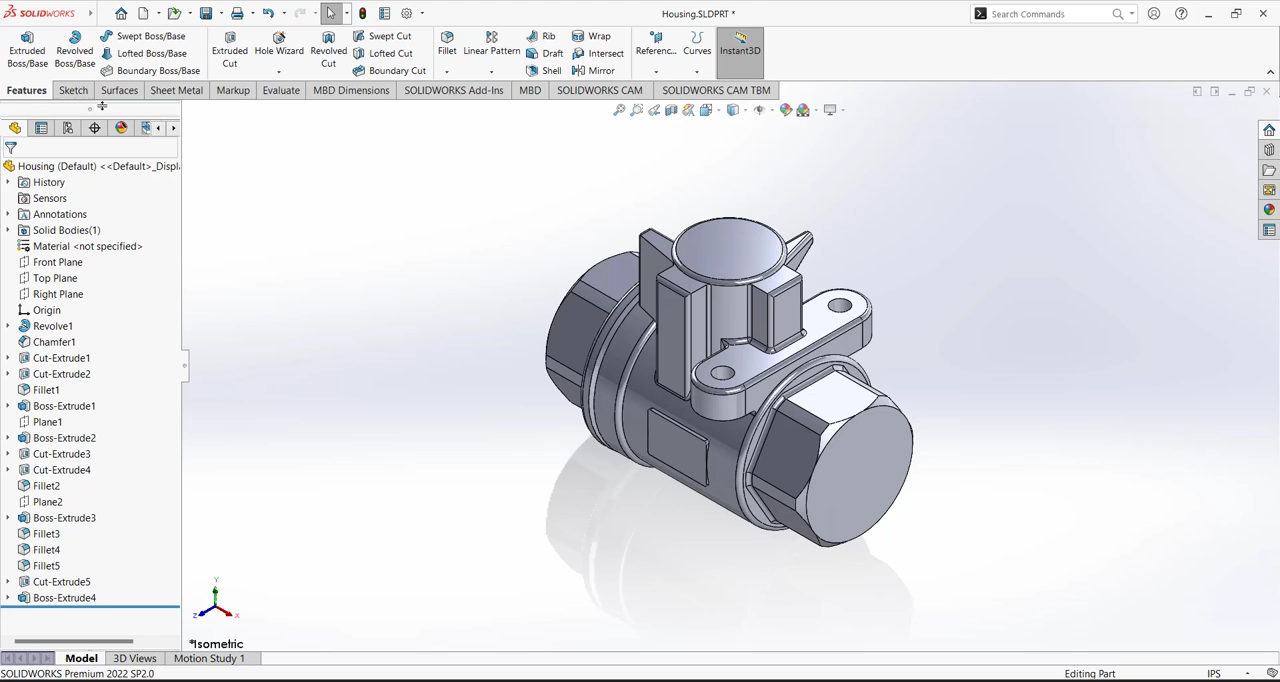 SOLIDWORKS
Housing.SLDPRT *
Search Commands
Extruded Boss/Base
Revolved Boss/Base
Swept Boss/Base
Lofted Boss/Base
Boundary Boss/Base
Extruded Cut
Hole Wizard
Revolved Cut
Swept Cut
Lofted Cut
Boundary Cut
Fillet
Linear Pattern
Rib
Draft
Shell
Wrap
Intersect
Mirror
Referenc...
Curves
Instant3D
Features
Sketch
Surfaces
Sheet Metal
Markup
Evaluate
MBD Dimensions
SOLIDWORKS Add-Ins
MBD
SOLIDWORKS CAM
SOLIDWORKS CAM TBM
Housing (Default) <<Default>_Displ
History
Sensors
Annotations
Solid Bodies(1)
Material <not specified>
Front Plane
Top Plane
Right Plane
Origin
Revolve1
Chamfer1
Cut-Extrude1
Cut-Extrude2
Fillet1
Boss-Extrude1
Plane1
Boss-Extrude2
Cut-Extrude3
Cut-Extrude4
Fillet2
Plane2
Boss-Extrude3
Fillet3
Fillet4
Fillet5
Cut-Extrude5
Boss-Extrude4
Y
Z
X
*Isometric
Model
3D Views
Motion Study 1
SOLIDWORKS Premium 2022 SP2.0
Editing Part
IPS